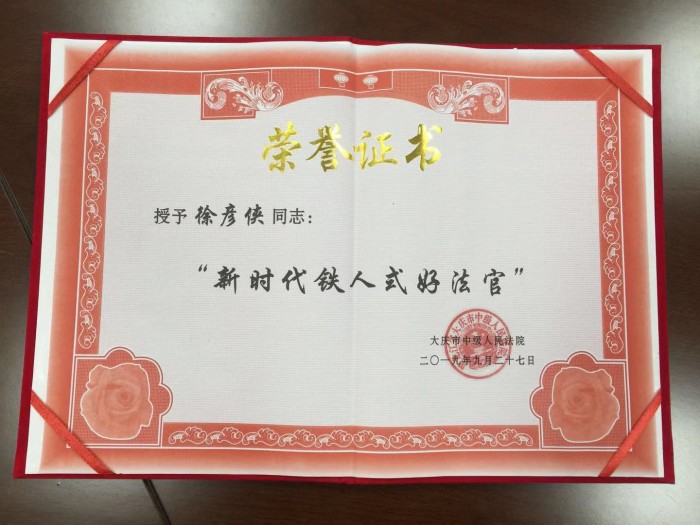 荣誉证书
授予 徐彦侠 同志：
“新时代铁人式好法官”
大庆市中级人民法院
二〇一九年九月二十七日